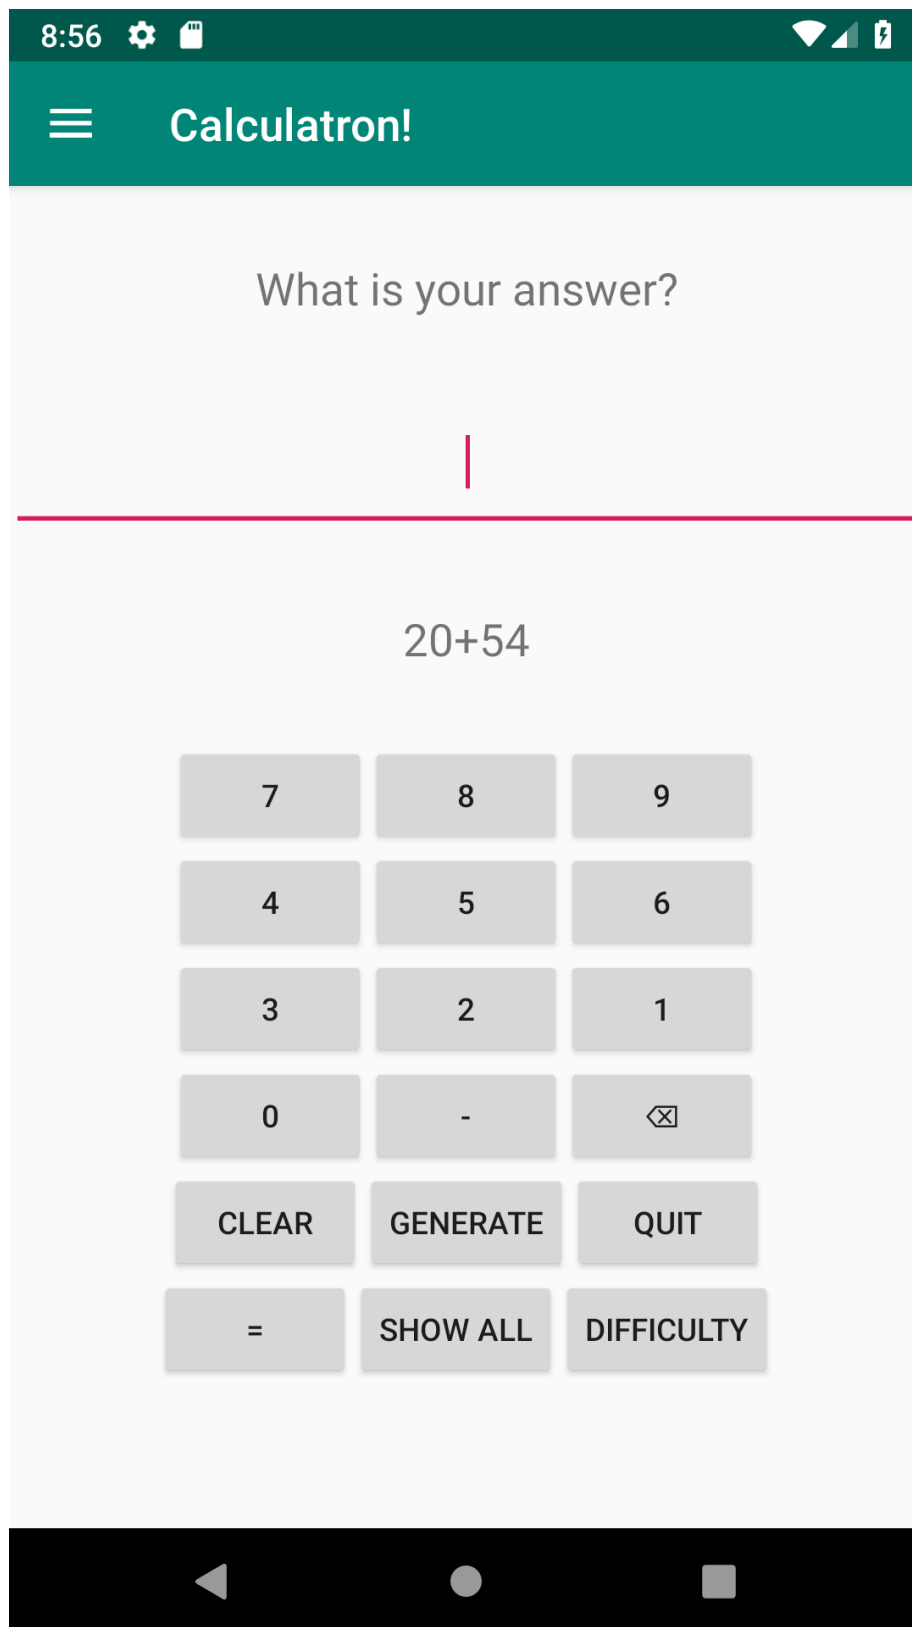 8:56
Calculatron!
What is your answer?
20+54
7 8 9
4 5 6
3 2 1
0 - ⌫
CLEAR GENERATE QUIT
= SHOW ALL DIFFICULTY